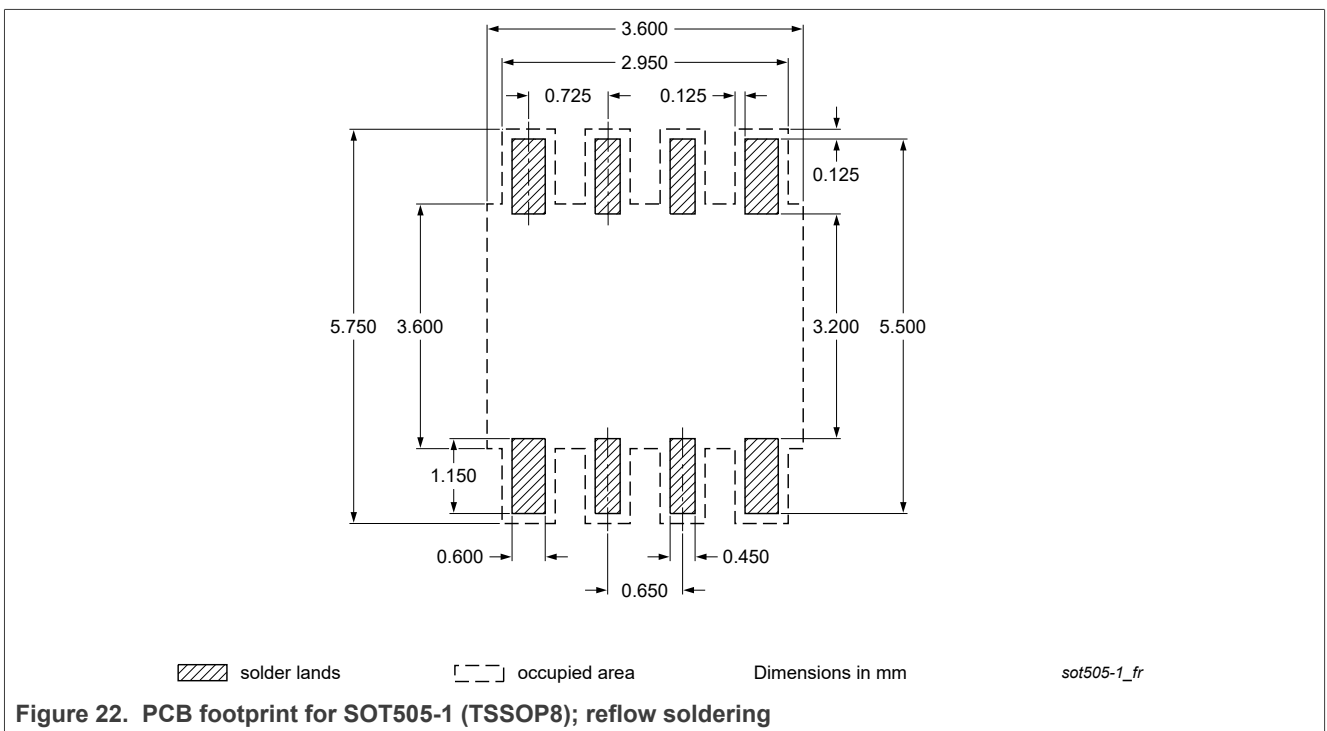 3.600
2.950
0.725 0.125
0.125
5.750 3.600 3.200 5.500
1.150
0.600 0.450
0.650
solder lands occupied area Dimensions in mm sot505-1_fr
Figure 22. PCB footprint for SOT505-1 (TSSOP8); reflow soldering